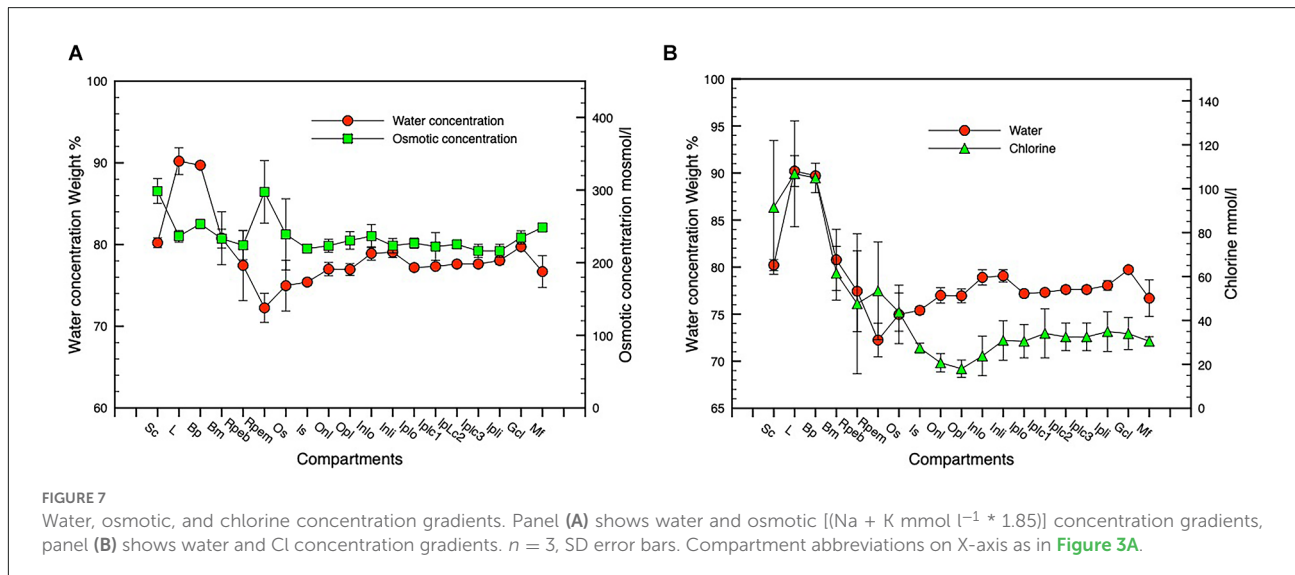 A
B
100
90
80
70
60
Water concentration Weight %
Water concentration
Osmotic concentration
400
300
200
100
0
Osmotic concentratrion mosmol/l
Sc
L
Bp
Bm
Rpeb
Rpem
Os
Is
Onl
Opl
Inlo
Inli
Iplo
Iplc1
IpLc2
Iplc3
Ipli
Gcl
Mf
Compartments
100
95
90
85
80
75
70
65
Water concentration Weight %
Water
Chlorine
140
120
100
80
60
40
20
0
Chlorine mmol/l
Sc
L
Bp
Bm
Rpeb
Rpem
Os
Is
Onl
Opl
Inlo
Inli
Iplo
Iplc1
Iplc2
Iplc3
Ipli
Gcl
Mf
Compartments
FIGURE 7
Water, osmotic, and chlorine concentration gradients. Panel (A) shows water and osmotic [(Na + K mmol l⁻¹ * 1.85)] concentration gradients,
panel (B) shows water and Cl concentration gradients. n = 3, SD error bars. Compartment abbreviations on X-axis as in Figure 3A.